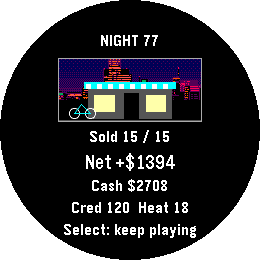 NIGHT 77
Sold 15 / 15
Net +$1394
Cash $2708
Cred 120 Heat 18
Select: keep playing